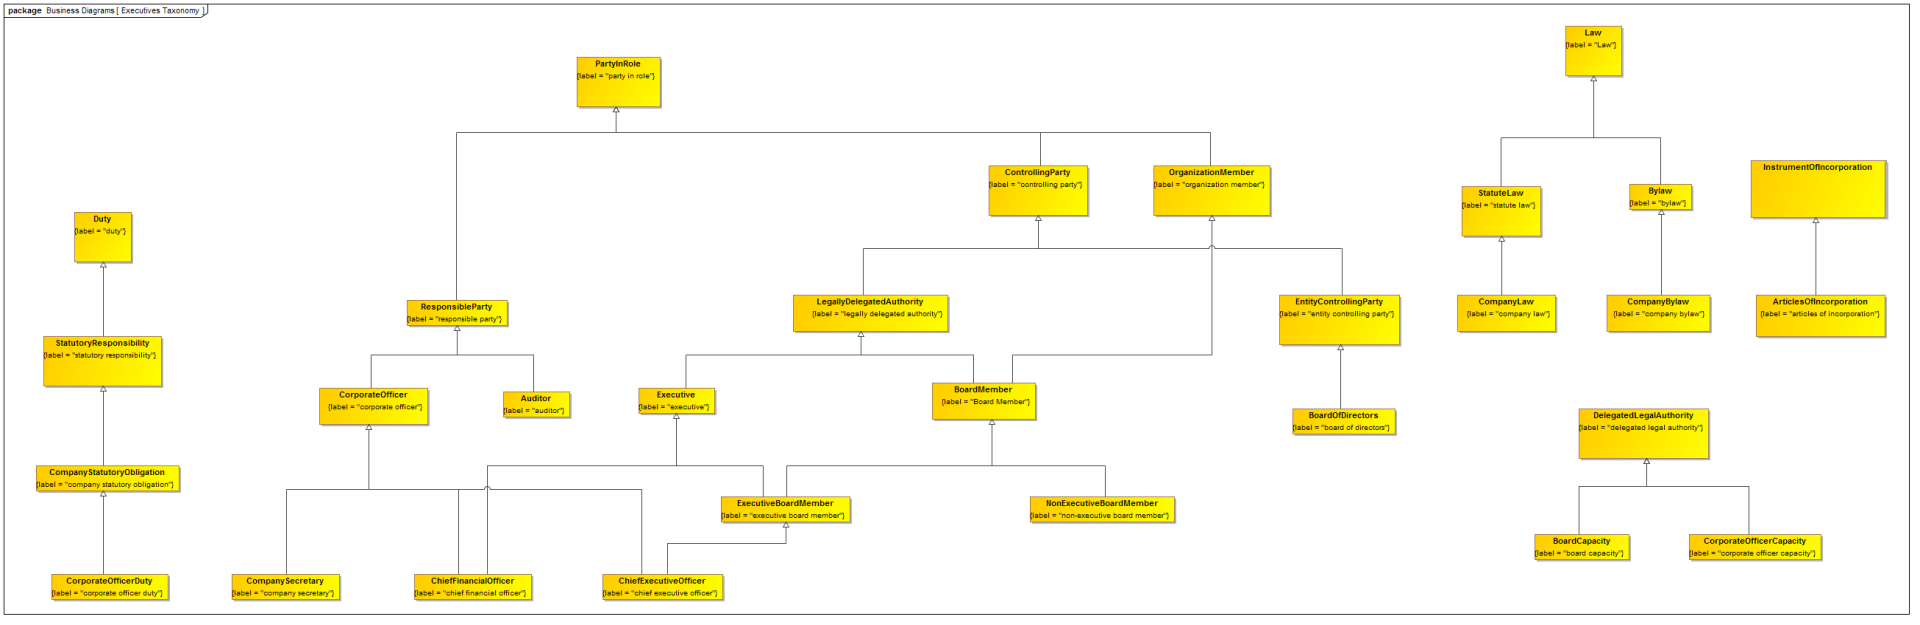 package Business Diagrams [ Executives Taxonomy ]
Law
{label = "Law"}
PartyInRole
{label = "party in role"}
ControllingParty
{label = "controlling party"}
OrganizationMember
{label = "organization member"}
StatuteLaw
{label = "statute law"}
Bylaw
{label = "bylaw"}
InstrumentOfIncorporation
Duty
{label = "duty"}
ResponsibleParty
{label = "responsible party"}
LegallyDelegatedAuthority
{label = "legally delegated authority"}
EntityControllingParty
{label = "entity controlling party"}
CompanyLaw
{label = "company law"}
CompanyBylaw
{label = "company bylaw"}
ArticlesOfIncorporation
{label = "articles of incorporation"}
StatutoryResponsibility
{label = "statutory responsibility"}
CorporateOfficer
{label = "corporate officer"}
Auditor
{label = "auditor"}
Executive
{label = "executive"}
BoardMember
{label = "Board Member"}
BoardOfDirectors
{label = "board of directors"}
DelegatedLegalAuthority
{label = "delegated legal authority"}
CompanyStatutoryObligation
{label = "company statutory obligation"}
ExecutiveBoardMember
{label = "executive board member"}
NonExecutiveBoardMember
{label = "non-executive board member"}
BoardCapacity
{label = "board capacity"}
CorporateOfficerCapacity
{label = "corporate officer capacity"}
CorporateOfficerDuty
{label = "corporate officer duty"}
CompanySecretary
{label = "company secretary"}
ChiefFinancialOfficer
{label = "chief financial officer"}
ChiefExecutiveOfficer
{label = "chief executive officer"}